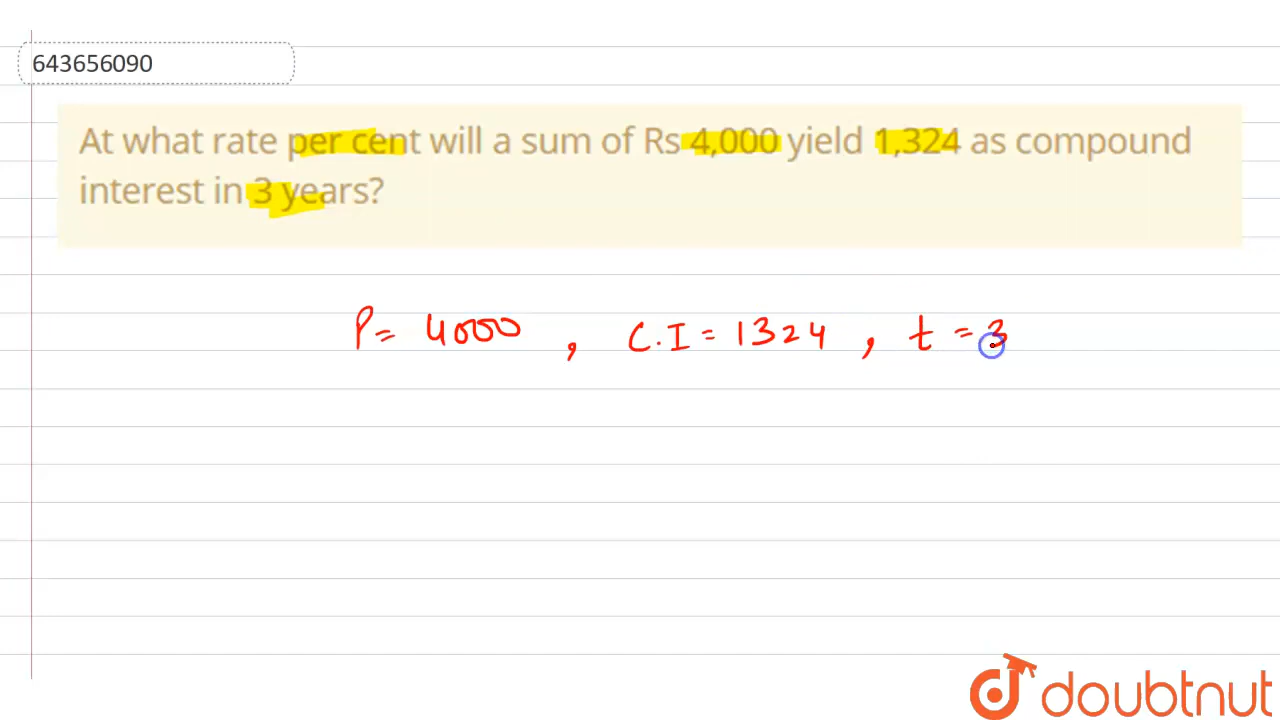 643656090
At what rate per cent will a sum of Rs 4,000 yield 1,324 as compound
interest in 3 years?
P= 4000 , C.I = 1324 , t = 3
doubtnut